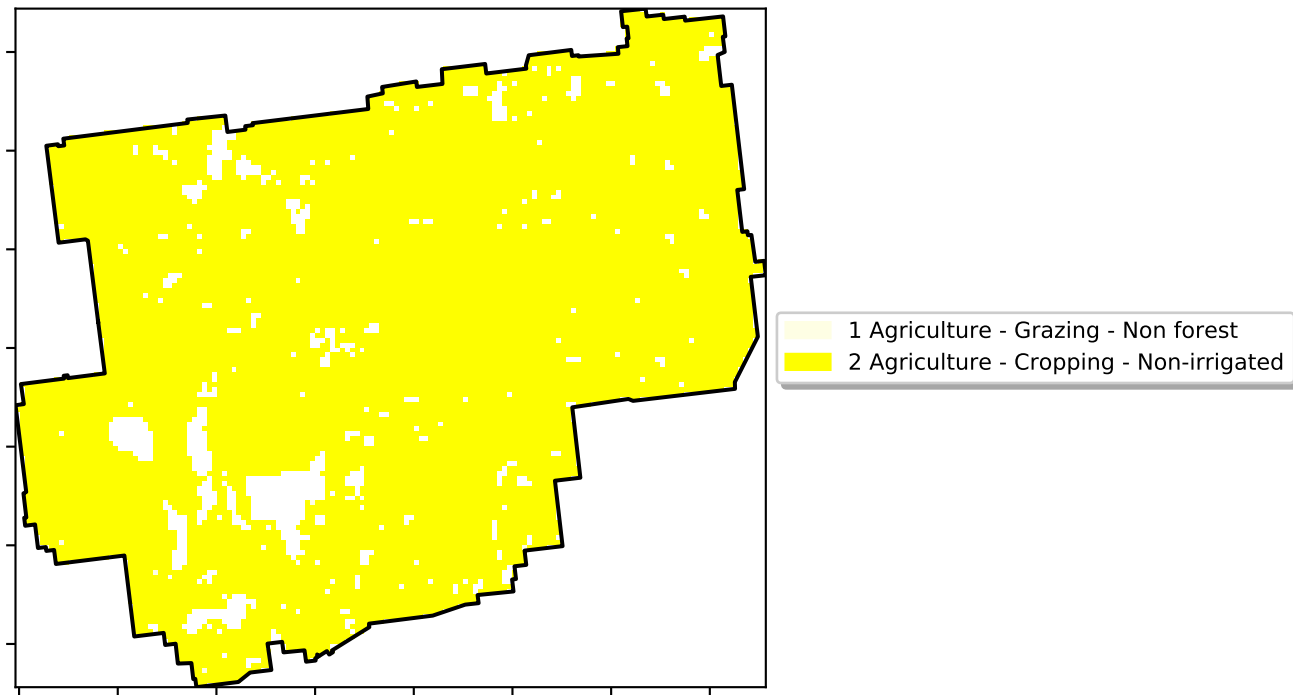 1 Agriculture - Grazing - Non forest
2 Agriculture - Cropping - Non-irrigated